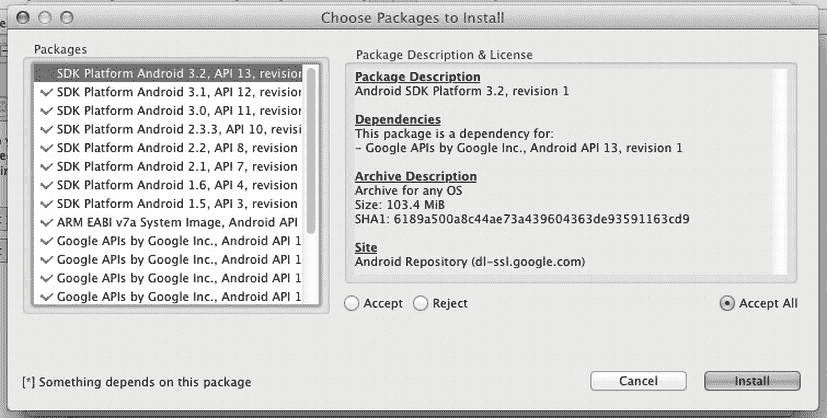 Choose Packages to Install
Packages
SDK Platform Android 3.2, API 13, revision
SDK Platform Android 3.1, API 12, revision
SDK Platform Android 3.0, API 11, revision
SDK Platform Android 2.3.3, API 10, revisi
SDK Platform Android 2.2, API 8, revision
SDK Platform Android 2.1, API 7, revision
SDK Platform Android 1.6, API 4, revision
SDK Platform Android 1.5, API 3, revision
ARM EABI v7a System Image, Android API
Google APIs by Google Inc., Android API 1
Google APIs by Google Inc., Android API 1
Google APIs by Google Inc., Android API 1
Google APIs by Google Inc., Android API 1
Package Description & License
Package Description
Android SDK Platform 3.2, revision 1
Dependencies
This package is a dependency for:
- Google APIs by Google Inc., Android API 13, revision 1
Archive Description
Archive for any OS
Size: 103.4 MiB
SHA1: 6189a500a8c44ae73a439604363de93591163cd9
Site
Android Repository (dl-ssl.google.com)
Accept
Reject
Accept All
[*] Something depends on this package
Cancel
Install